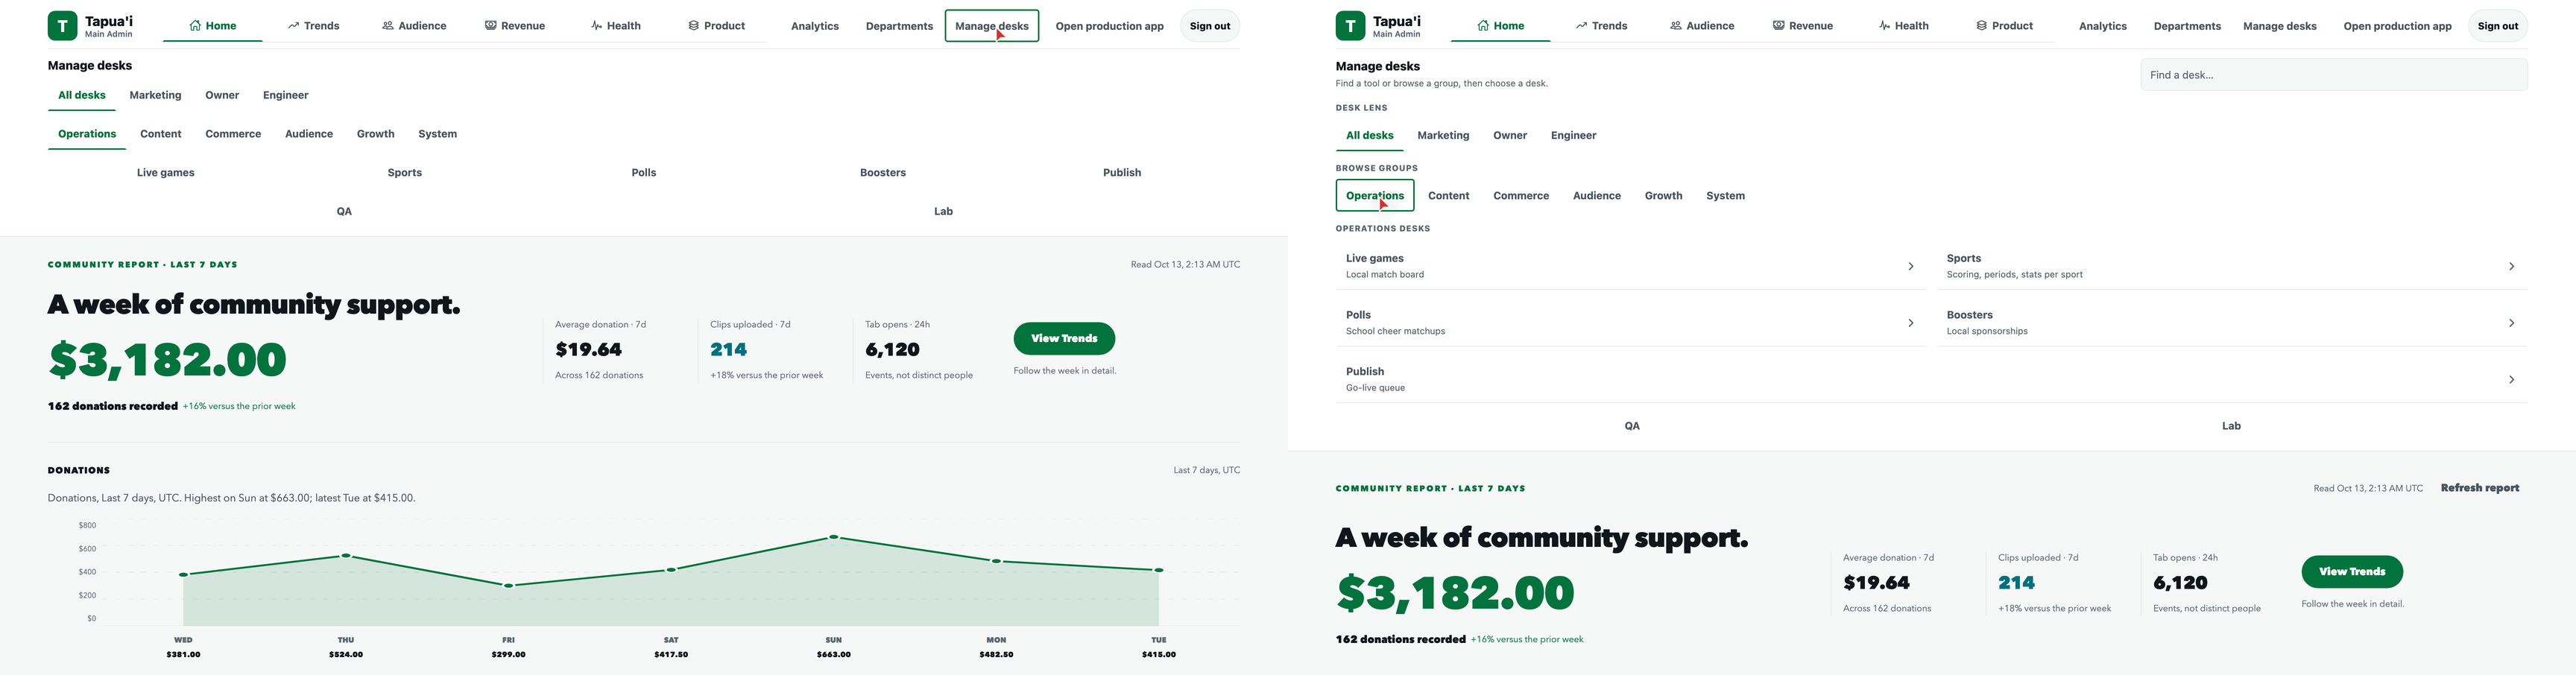 T Tapua'i Main Admin Home Trends Audience Revenue Health Product Analytics Departments Manage desks Open production app Sign out
Manage desks
All desks Marketing Owner Engineer
Operations Content Commerce Audience Growth System
Live games Sports Polls Boosters Publish
QA Lab
COMMUNITY REPORT · LAST 7 DAYS Read Oct 13, 2:13 AM UTC
A week of community support.
$3,182.00
162 donations recorded +16% versus the prior week
Average donation · 7d
$19.64
Across 162 donations
Clips uploaded · 7d
214
+18% versus the prior week
Tab opens · 24h
6,120
Events, not distinct people
View Trends
Follow the week in detail.
DONATIONS Last 7 days, UTC
Donations, Last 7 days, UTC. Highest on Sun at $663.00; latest Tue at $415.00.
$800
$600
$400
$200
$0
WED THU FRI SAT SUN MON TUE
$381.00 $524.00 $299.00 $417.50 $663.00 $482.50 $415.00
T Tapua'i Main Admin Home Trends Audience Revenue Health Product Analytics Departments Manage desks Open production app Sign out
Manage desks
Find a tool or browse a group, then choose a desk.
Find a desk...
DESK LENS
All desks Marketing Owner Engineer
BROWSE GROUPS
Operations Content Commerce Audience Growth System
OPERATIONS DESKS
Live games
Local match board
Sports
Scoring, periods, stats per sport
Polls
School cheer matchups
Boosters
Local sponsorships
Publish
Go-live queue
QA Lab
COMMUNITY REPORT · LAST 7 DAYS Read Oct 13, 2:13 AM UTC Refresh report
A week of community support.
$3,182.00
162 donations recorded +16% versus the prior week
Average donation · 7d
$19.64
Across 162 donations
Clips uploaded · 7d
214
+18% versus the prior week
Tab opens · 24h
6,120
Events, not distinct people
View Trends
Follow the week in detail.